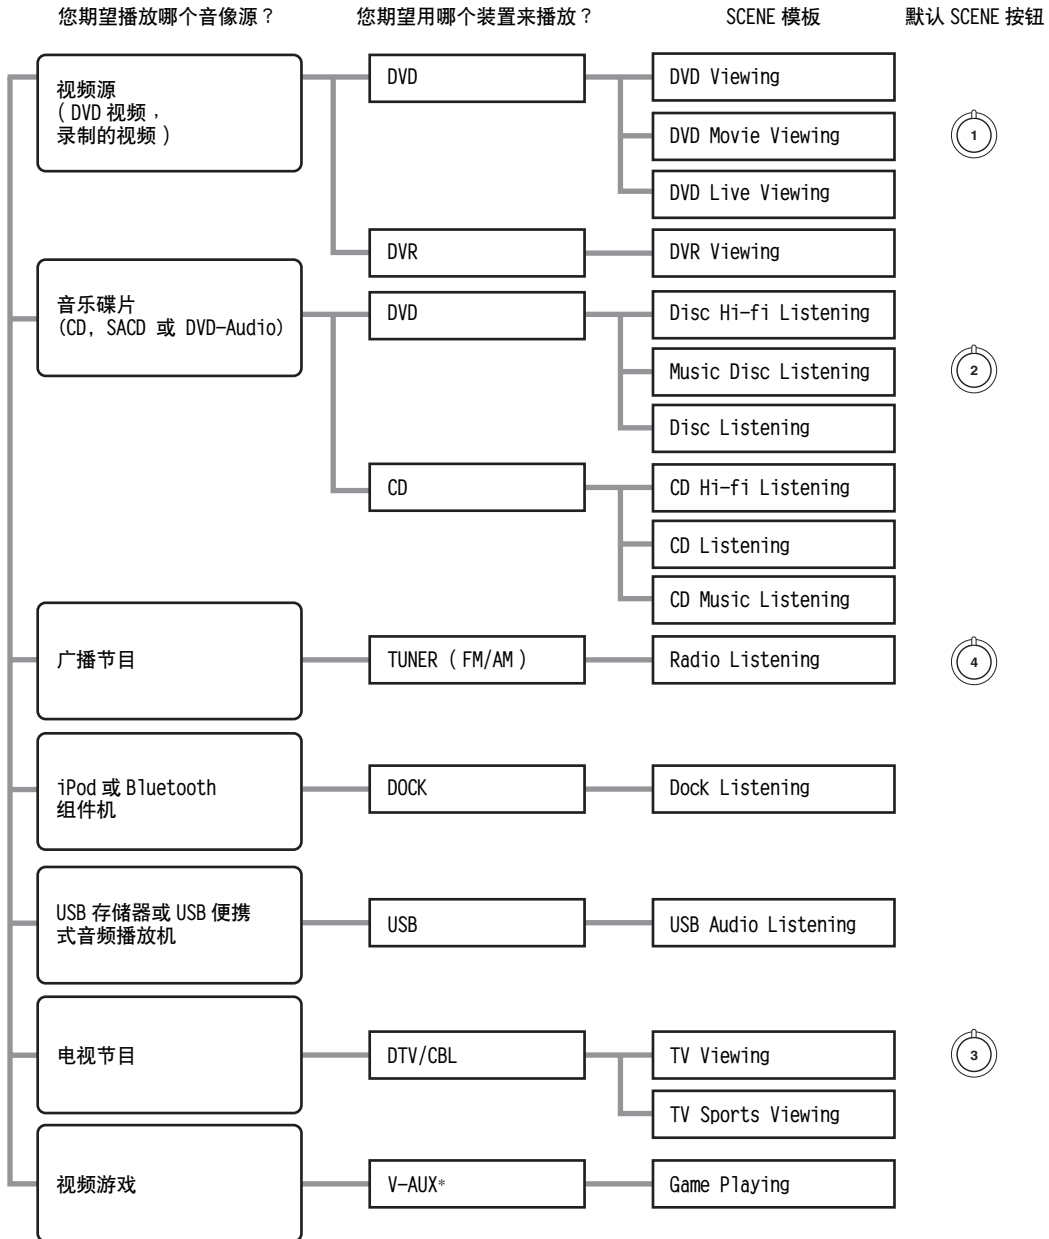 您期望播放哪个音像源？ 您期望用哪个装置来播放？ SCENE 模板 默认 SCENE 按钮
视频源
（DVD 视频，
录制的视频）
DVD
DVD Viewing
DVD Movie Viewing
1
DVD Live Viewing
DVR
DVR Viewing
音乐碟片
(CD, SACD 或 DVD-Audio)
DVD
Disc Hi-fi Listening
Music Disc Listening
2
Disc Listening
CD
CD Hi-fi Listening
CD Listening
CD Music Listening
广播节目
TUNER（FM/AM）
Radio Listening
4
iPod 或 Bluetooth
组件机
DOCK
Dock Listening
USB 存储器或 USB 便携
式音频播放机
USB
USB Audio Listening
电视节目
DTV/CBL
TV Viewing
3
TV Sports Viewing
视频游戏
V-AUX*
Game Playing